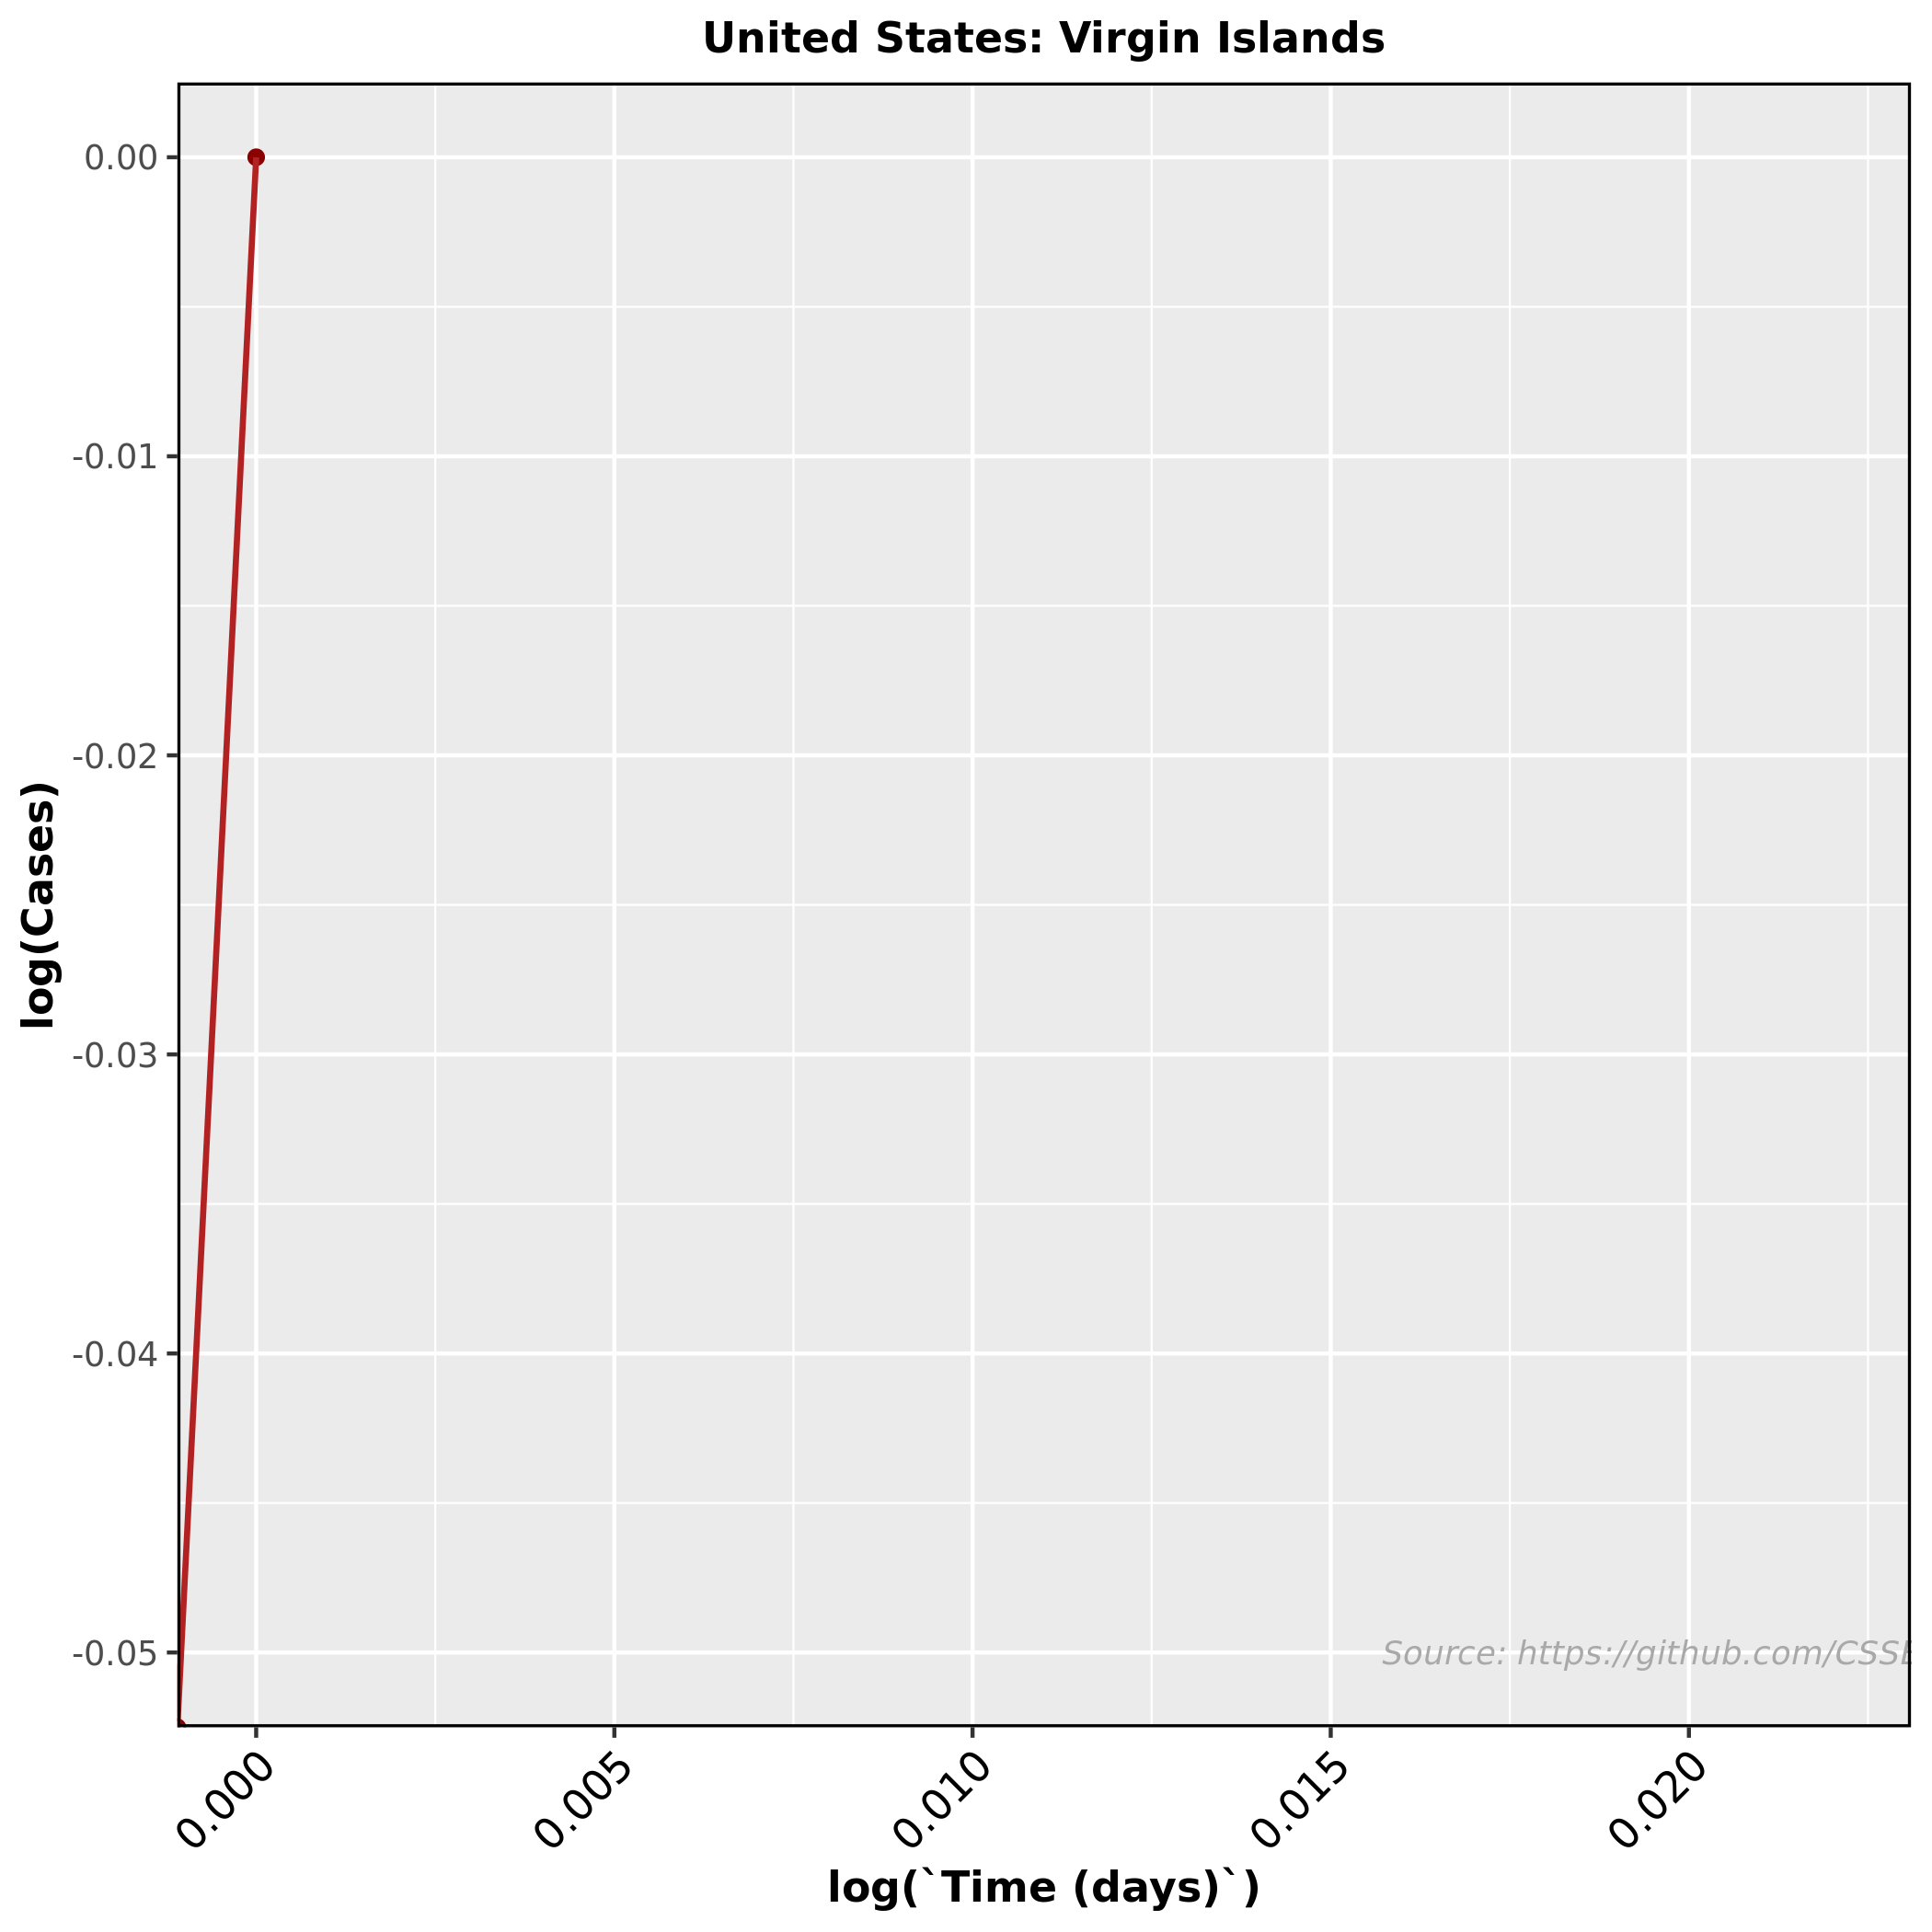 United States: Virgin Islands
0.00
-0.01
-0.02
-0.03
-0.04
-0.05
log(Cases)
Source: https://github.com/CSSE
0.000
0.005
0.010
0.015
0.020
log(`Time (days)`)